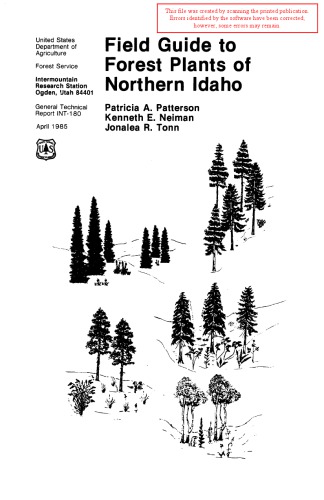 This file was created by scanning the printed publication.
Errors identified by the software have been corrected,
however, some errors may remain.
United States
Department of
Agriculture
Forest Service
Intermountain
Research Station
Ogden, Utah 84401
General Technical
Report INT-180
April 1985
Field Guide to
Forest Plants of
Northern Idaho
Patricia A. Patterson
Kenneth E. Neiman
Jonalea R. Tonn
U S